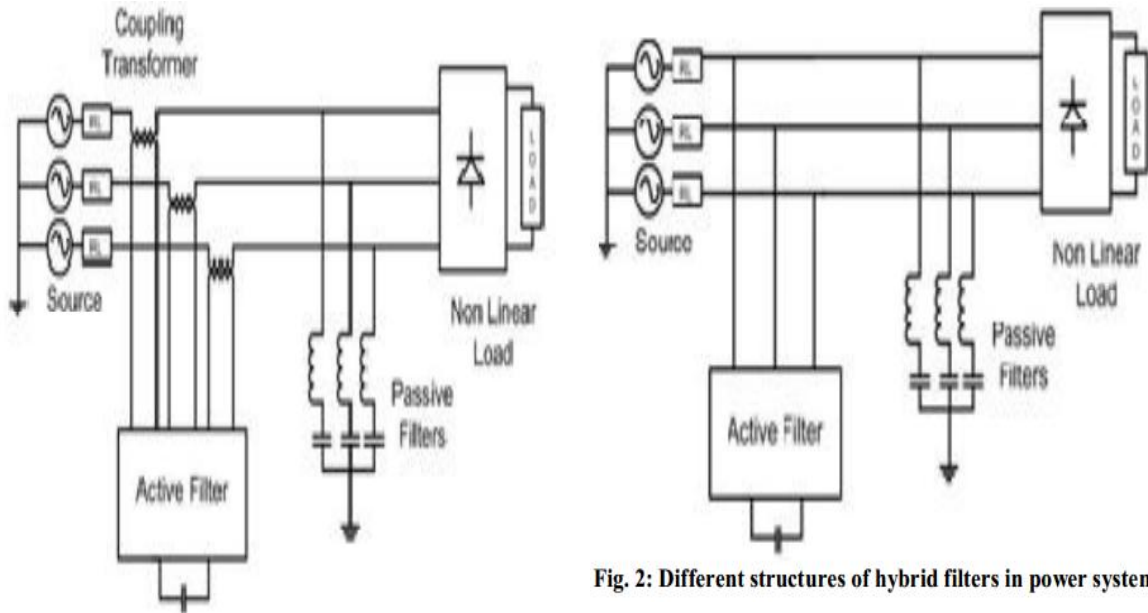 Coupling
Transformer
RL
RL
RL
Source
LOAD
Non Linear
Load
Passive
Filters
Active Filter
RL
RL
RL
Source
LOAD
Non Linear
Load
Passive
Filters
Active Filter
Fig. 2: Different structures of hybrid filters in power system